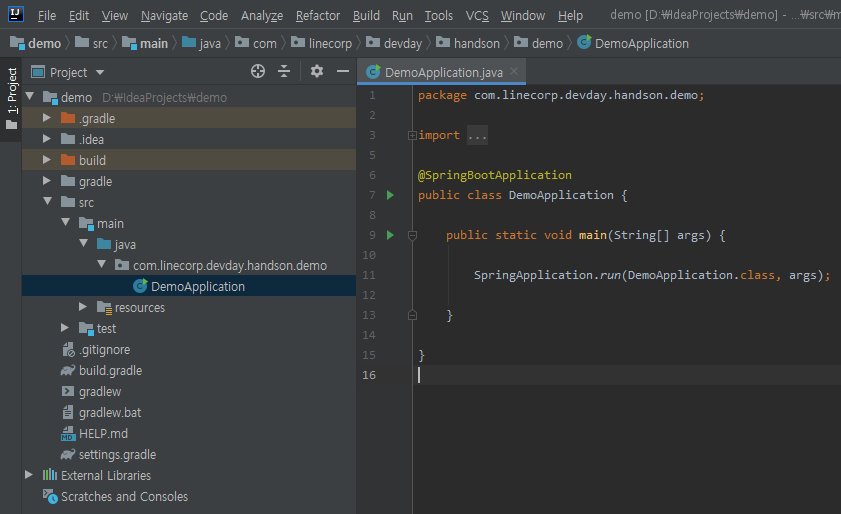 IJ File Edit View Navigate Code Analyze Refactor Build Run Tools VCS Window Help demo [D:₩IdeaProjects₩demo] - ...₩src₩m
demo src main java com linecorp devday handson demo DemoApplication
1: Project
Project
demo D:₩IdeaProjects₩demo
.gradle
.idea
build
gradle
src
main
java
com.linecorp.devday.handson.demo
DemoApplication
resources
test
.gitignore
build.gradle
gradlew
gradlew.bat
HELP.md
settings.gradle
External Libraries
Scratches and Consoles
DemoApplication.java
1 package com.linecorp.devday.handson.demo;
2
3 import ...
5
6 @SpringBootApplication
7 public class DemoApplication {
8
9 public static void main(String[] args) {
10
11 SpringApplication.run(DemoApplication.class, args);
12
13 }
14
15 }
16